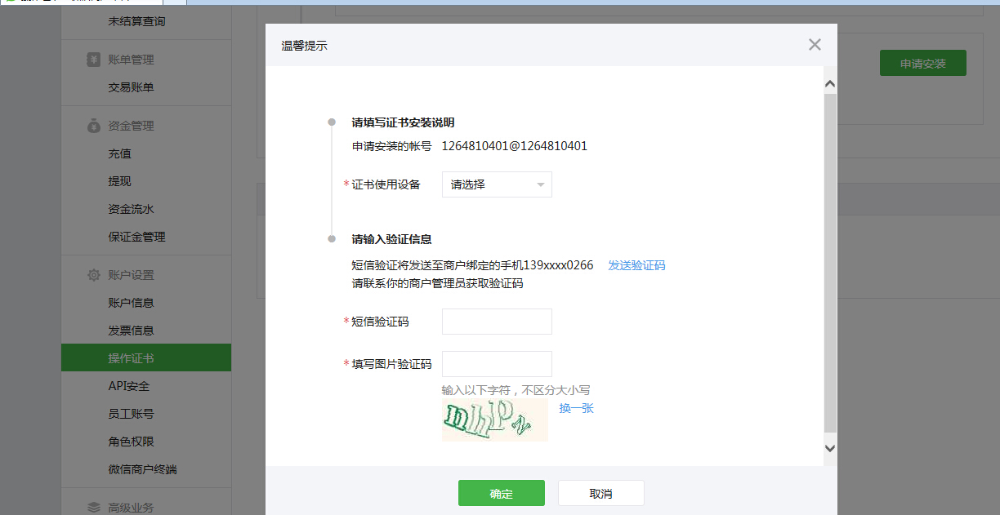 未结算查询
账单管理
交易账单
资金管理
充值
提现
资金流水
保证金管理
账户设置
账户信息
发票信息
操作证书
API安全
员工账号
角色权限
微信商户终端
高级业务
申请安装
温馨提示
请填写证书安装说明
申请安装的帐号 1264810401@1264810401
*证书使用设备 请选择
请输入验证信息
短信验证将发送至商户绑定的手机139xxxx0266 发送验证码
请联系你的商户管理员获取验证码
*短信验证码
*填写图片验证码
输入以下字符，不区分大小写
换一张
确定 取消